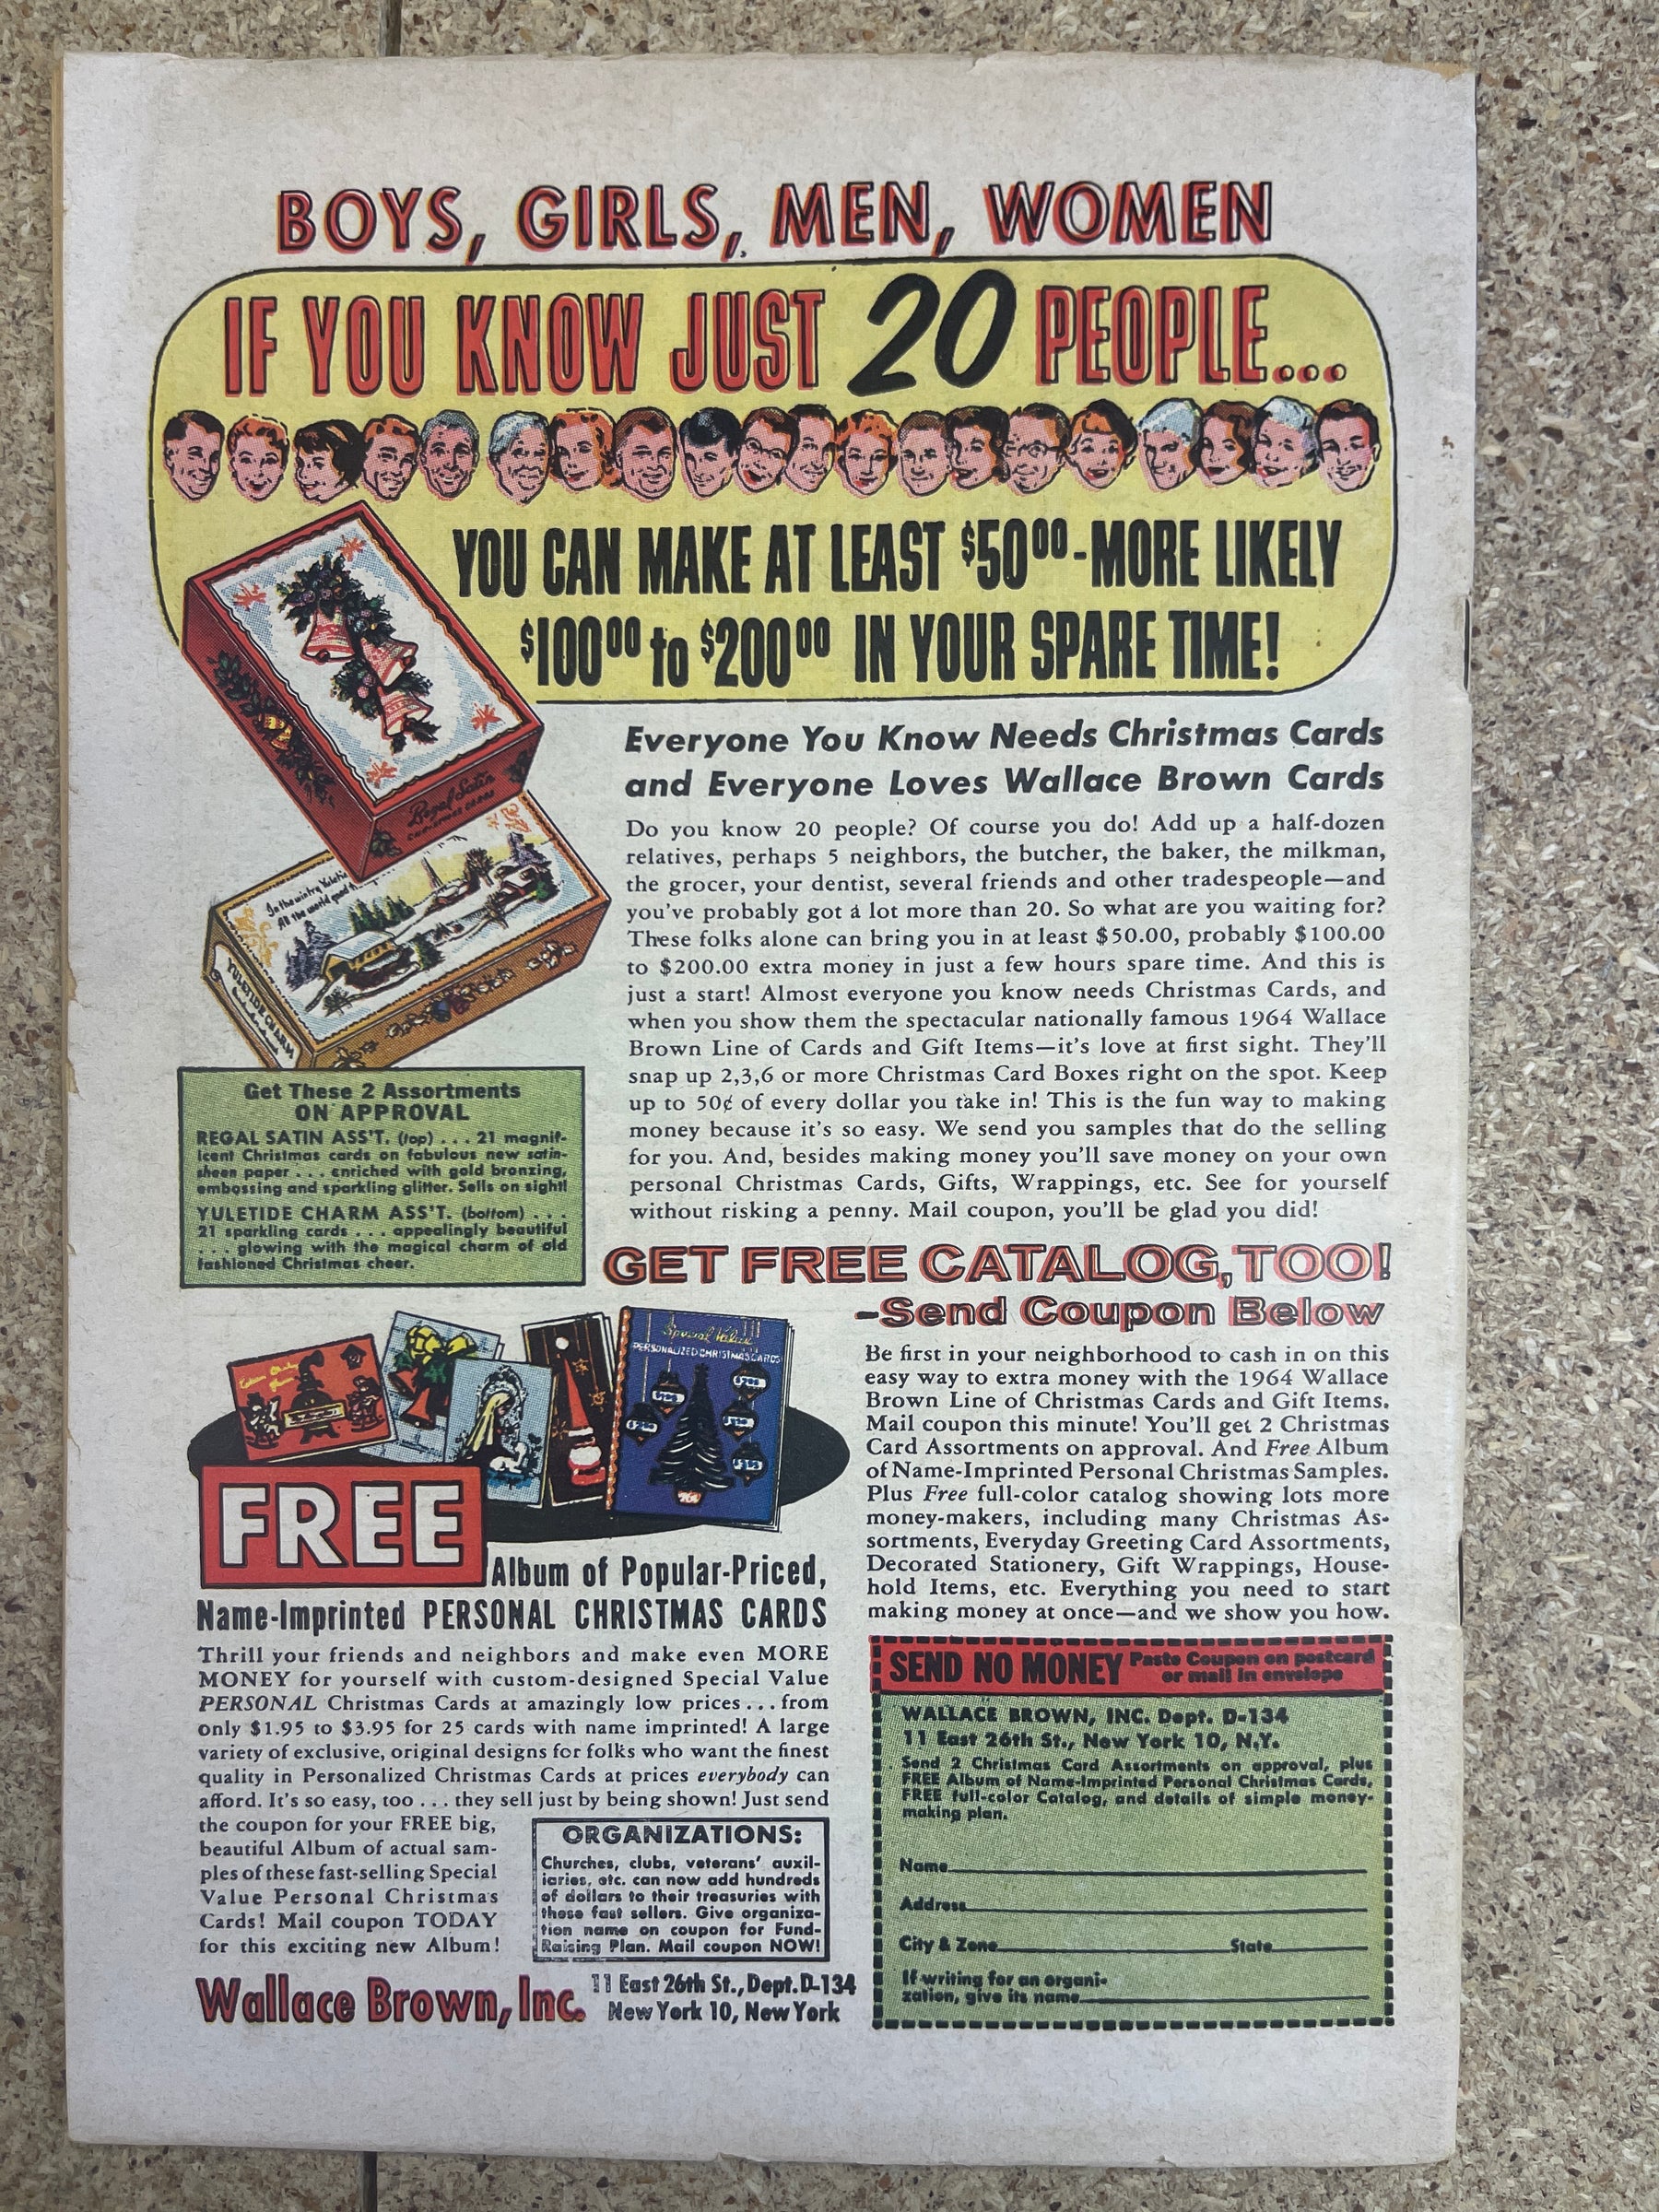 BOYS, GIRLS, MEN, WOMEN
IF YOU KNOW JUST 20 PEOPLE...
YOU CAN MAKE AT LEAST $50.00-MORE LIKELY
$100.00 to $200.00 IN YOUR SPARE TIME!
Regal Satin
CHRISTMAS CARDS
In the wintry Yuletide
All the world
YULETIDE CHARM
Everyone You Know Needs Christmas Cards
and Everyone Loves Wallace Brown Cards
Do you know 20 people? Of course you do! Add up a half-dozen
relatives, perhaps 5 neighbors, the butcher, the baker, the milkman,
the grocer, your dentist, several friends and other tradespeople—and
you've probably got a lot more than 20. So what are you waiting for?
These folks alone can bring you in at least $50.00, probably $100.00
to $200.00 extra money in just a few hours spare time. And this is
just a start! Almost everyone you know needs Christmas Cards, and
when you show them the spectacular nationally famous 1964 Wallace
Brown Line of Cards and Gift Items—it's love at first sight. They'll
snap up 2,3,6 or more Christmas Card Boxes right on the spot. Keep
up to 50¢ of every dollar you take in! This is the fun way to making
money because it's so easy. We send you samples that do the selling
for you. And, besides making money you'll save money on your own
personal Christmas Cards, Gifts, Wrappings, etc. See for yourself
without risking a penny. Mail coupon, you'll be glad you did!
Get These 2 Assortments
ON APPROVAL
REGAL SATIN ASS'T. (top) . . . 21 magnif-
icent Christmas cards on fabulous new satin-
sheen paper . . . enriched with gold bronzing,
embossing and sparkling glitter. Sells on sight!
YULETIDE CHARM ASS'T. (bottom) . . .
21 sparkling cards . . . appealingly beautiful
. . . glowing with the magical charm of old
fashioned Christmas cheer.
GET FREE CATALOG, TOO!
-Send Coupon Below
Special Value
PERSONALIZED CHRISTMAS CARDS
Be first in your neighborhood to cash in on this
easy way to extra money with the 1964 Wallace
Brown Line of Christmas Cards and Gift Items.
Mail coupon this minute! You'll get 2 Christmas
Card Assortments on approval. And Free Album
of Name-Imprinted Personal Christmas Samples.
Plus Free full-color catalog showing lots more
money-makers, including many Christmas As-
sortments, Everyday Greeting Card Assortments,
Decorated Stationery, Gift Wrappings, House-
hold Items, etc. Everything you need to start
making money at once—and we show you how.
FREE
Album of Popular-Priced,
Name-Imprinted PERSONAL CHRISTMAS CARDS
Thrill your friends and neighbors and make even MORE
MONEY for yourself with custom-designed Special Value
PERSONAL Christmas Cards at amazingly low prices . . . from
only $1.95 to $3.95 for 25 cards with name imprinted! A large
variety of exclusive, original designs for folks who want the finest
quality in Personalized Christmas Cards at prices everybody can
afford. It's so easy, too . . . they sell just by being shown! Just send
the coupon for your FREE big,
beautiful Album of actual sam-
ples of these fast-selling Special
Value Personal Christmas
Cards! Mail coupon TODAY
for this exciting new Album!
ORGANIZATIONS:
Churches, clubs, veterans' auxil-
iaries, etc. can now add hundreds
of dollars to their treasuries with
these fast sellers. Give organiza-
tion name on coupon for Fund-
Raising Plan. Mail coupon NOW!
Wallace Brown, Inc.
11 East 26th St., Dept. D-134
New York 10, New York
SEND NO MONEY
Paste Coupon on postcard
or mail in envelope
WALLACE BROWN, INC. Dept. D-134
11 East 26th St., New York 10, N.Y.
Send 2 Christmas Card Assortments on approval, plus
FREE Album of Name-Imprinted Personal Christmas Cards,
FREE full-color Catalog, and details of simple money-
making plan.
Name
Address
City & Zone State
If writing for an organi-
zation, give its name